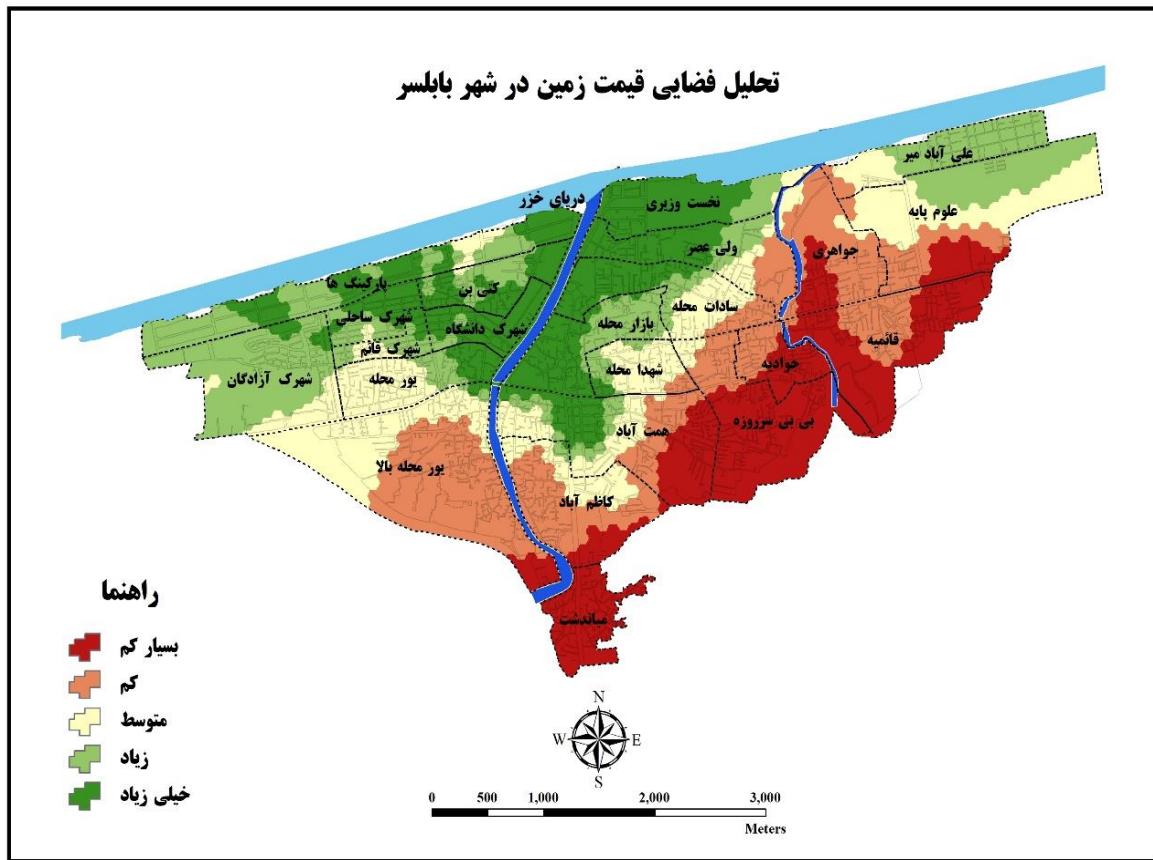 تحلیل فضایی قیمت زمین در شهر بابلسر
علی آباد میر
دریای خزر
نخست وزیری
علوم پایه
ولی عصر
جواهری
پارکینگ ها
کتی بن
سادات محله
شهرک ساحلی
شهرک دانشگاه
بازار محله
قائمیه
شهرک قائم
شهدا محله
جوادیه
شهرک آزادگان
یور محله
بی بی سرروزه
همت آباد
یور محله بالا
کاظم آباد
میاندشت
راهنما
بسیار کم
کم
متوسط
زیاد
خیلی زیاد
N
W E
S
0 500 1,000 2,000 3,000
Meters